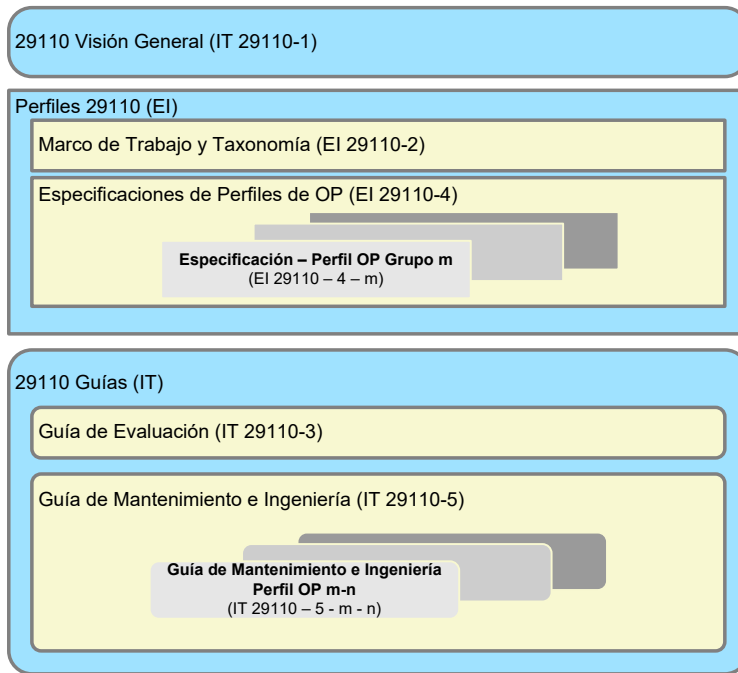 29110 Visión General (IT 29110-1)
Perfiles 29110 (EI)
Marco de Trabajo y Taxonomía (EI 29110-2)
Especificaciones de Perfiles de OP (EI 29110-4)
Especificación – Perfil OP Grupo m
(EI 29110 – 4 – m)
29110 Guías (IT)
Guía de Evaluación (IT 29110-3)
Guía de Mantenimiento e Ingeniería (IT 29110-5)
Guía de Mantenimiento e Ingeniería
Perfil OP m-n
(IT 29110 – 5 - m - n)